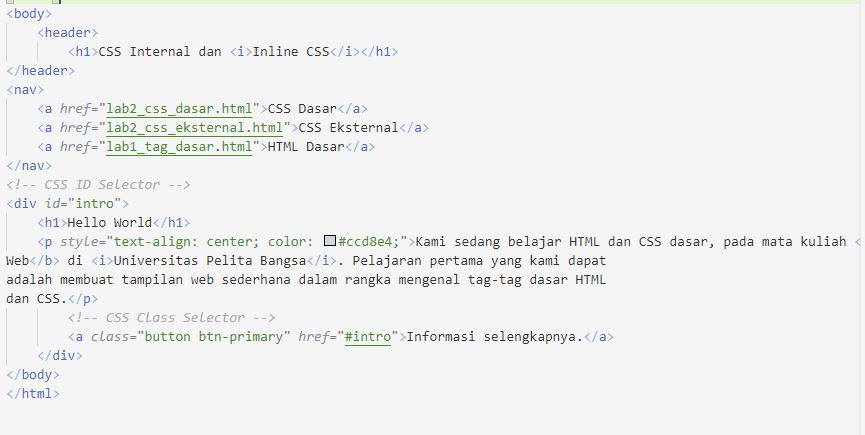 <body>
<header>
<h1>CSS Internal dan <i>Inline CSS</i></h1>
</header>
<nav>
<a href="lab2_css_dasar.html">CSS Dasar</a>
<a href="lab2_css_eksternal.html">CSS Eksternal</a>
<a href="lab1_tag_dasar.html">HTML Dasar</a>
</nav>
<!-- CSS ID Selector -->
<div id="intro">
<h1>Hello World</h1>
<p style="text-align: center; color: #ccd8e4;">Kami sedang belajar HTML dan CSS dasar, pada mata kuliah <
Web</b> di <i>Universitas Pelita Bangsa</i>. Pelajaran pertama yang kami dapat
adalah membuat tampilan web sederhana dalam rangka mengenal tag-tag dasar HTML
dan CSS.</p>
<!-- CSS Class Selector -->
<a class="button btn-primary" href="#intro">Informasi selengkapnya.</a>
</div>
</body>
</html>